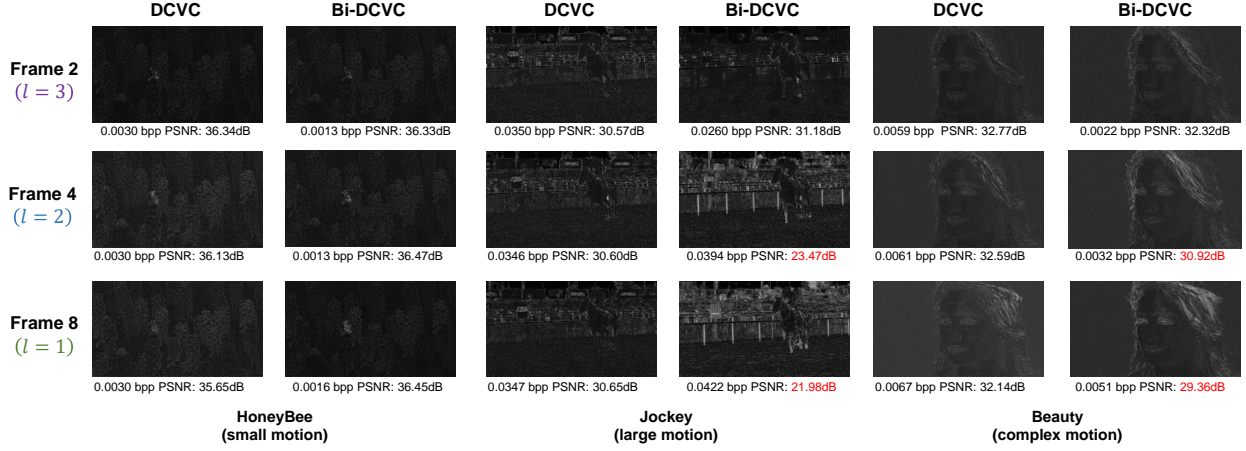 DCVC Bi-DCVC DCVC Bi-DCVC DCVC Bi-DCVC
Frame 2
(l = 3)
0.0030 bpp PSNR: 36.34dB 0.0013 bpp PSNR: 36.33dB 0.0350 bpp PSNR: 30.57dB 0.0260 bpp PSNR: 31.18dB 0.0059 bpp PSNR: 32.77dB 0.0022 bpp PSNR: 32.32dB
Frame 4
(l = 2)
0.0030 bpp PSNR: 36.13dB 0.0013 bpp PSNR: 36.47dB 0.0346 bpp PSNR: 30.60dB 0.0394 bpp PSNR: 23.47dB 0.0061 bpp PSNR: 32.59dB 0.0032 bpp PSNR: 30.92dB
Frame 8
(l = 1)
0.0030 bpp PSNR: 35.65dB 0.0016 bpp PSNR: 36.45dB 0.0347 bpp PSNR: 30.65dB 0.0422 bpp PSNR: 21.98dB 0.0067 bpp PSNR: 32.14dB 0.0051 bpp PSNR: 29.36dB
HoneyBee Jockey Beauty
(small motion) (large motion) (complex motion)